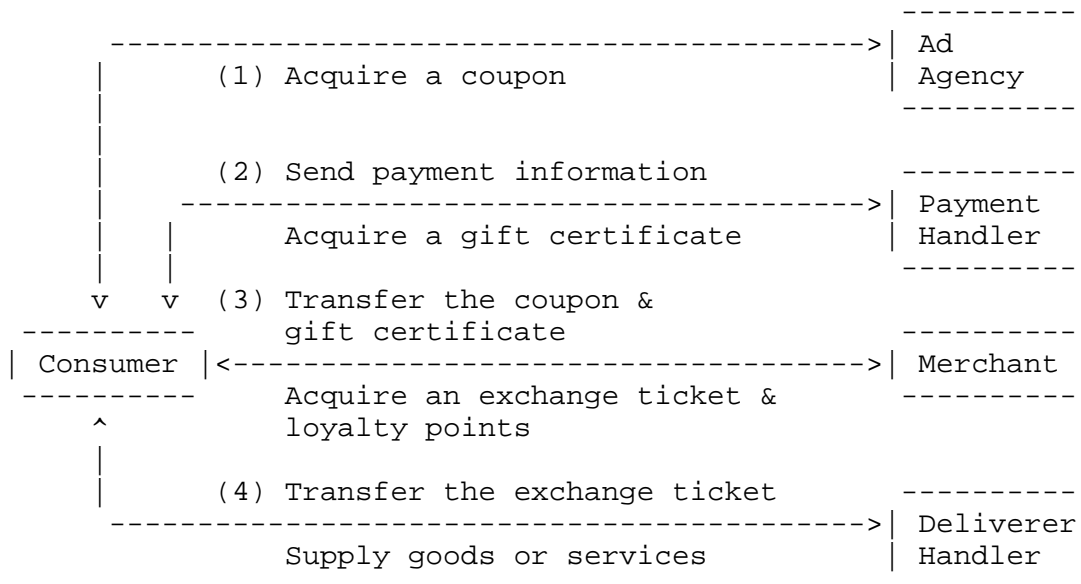 Ad
(1) Acquire a coupon Agency
(2) Send payment information
Payment
Acquire a gift certificate Handler
(3) Transfer the coupon &
gift certificate
Consumer Merchant
Acquire an exchange ticket &
loyalty points
(4) Transfer the exchange ticket
Deliverer
Supply goods or services Handler